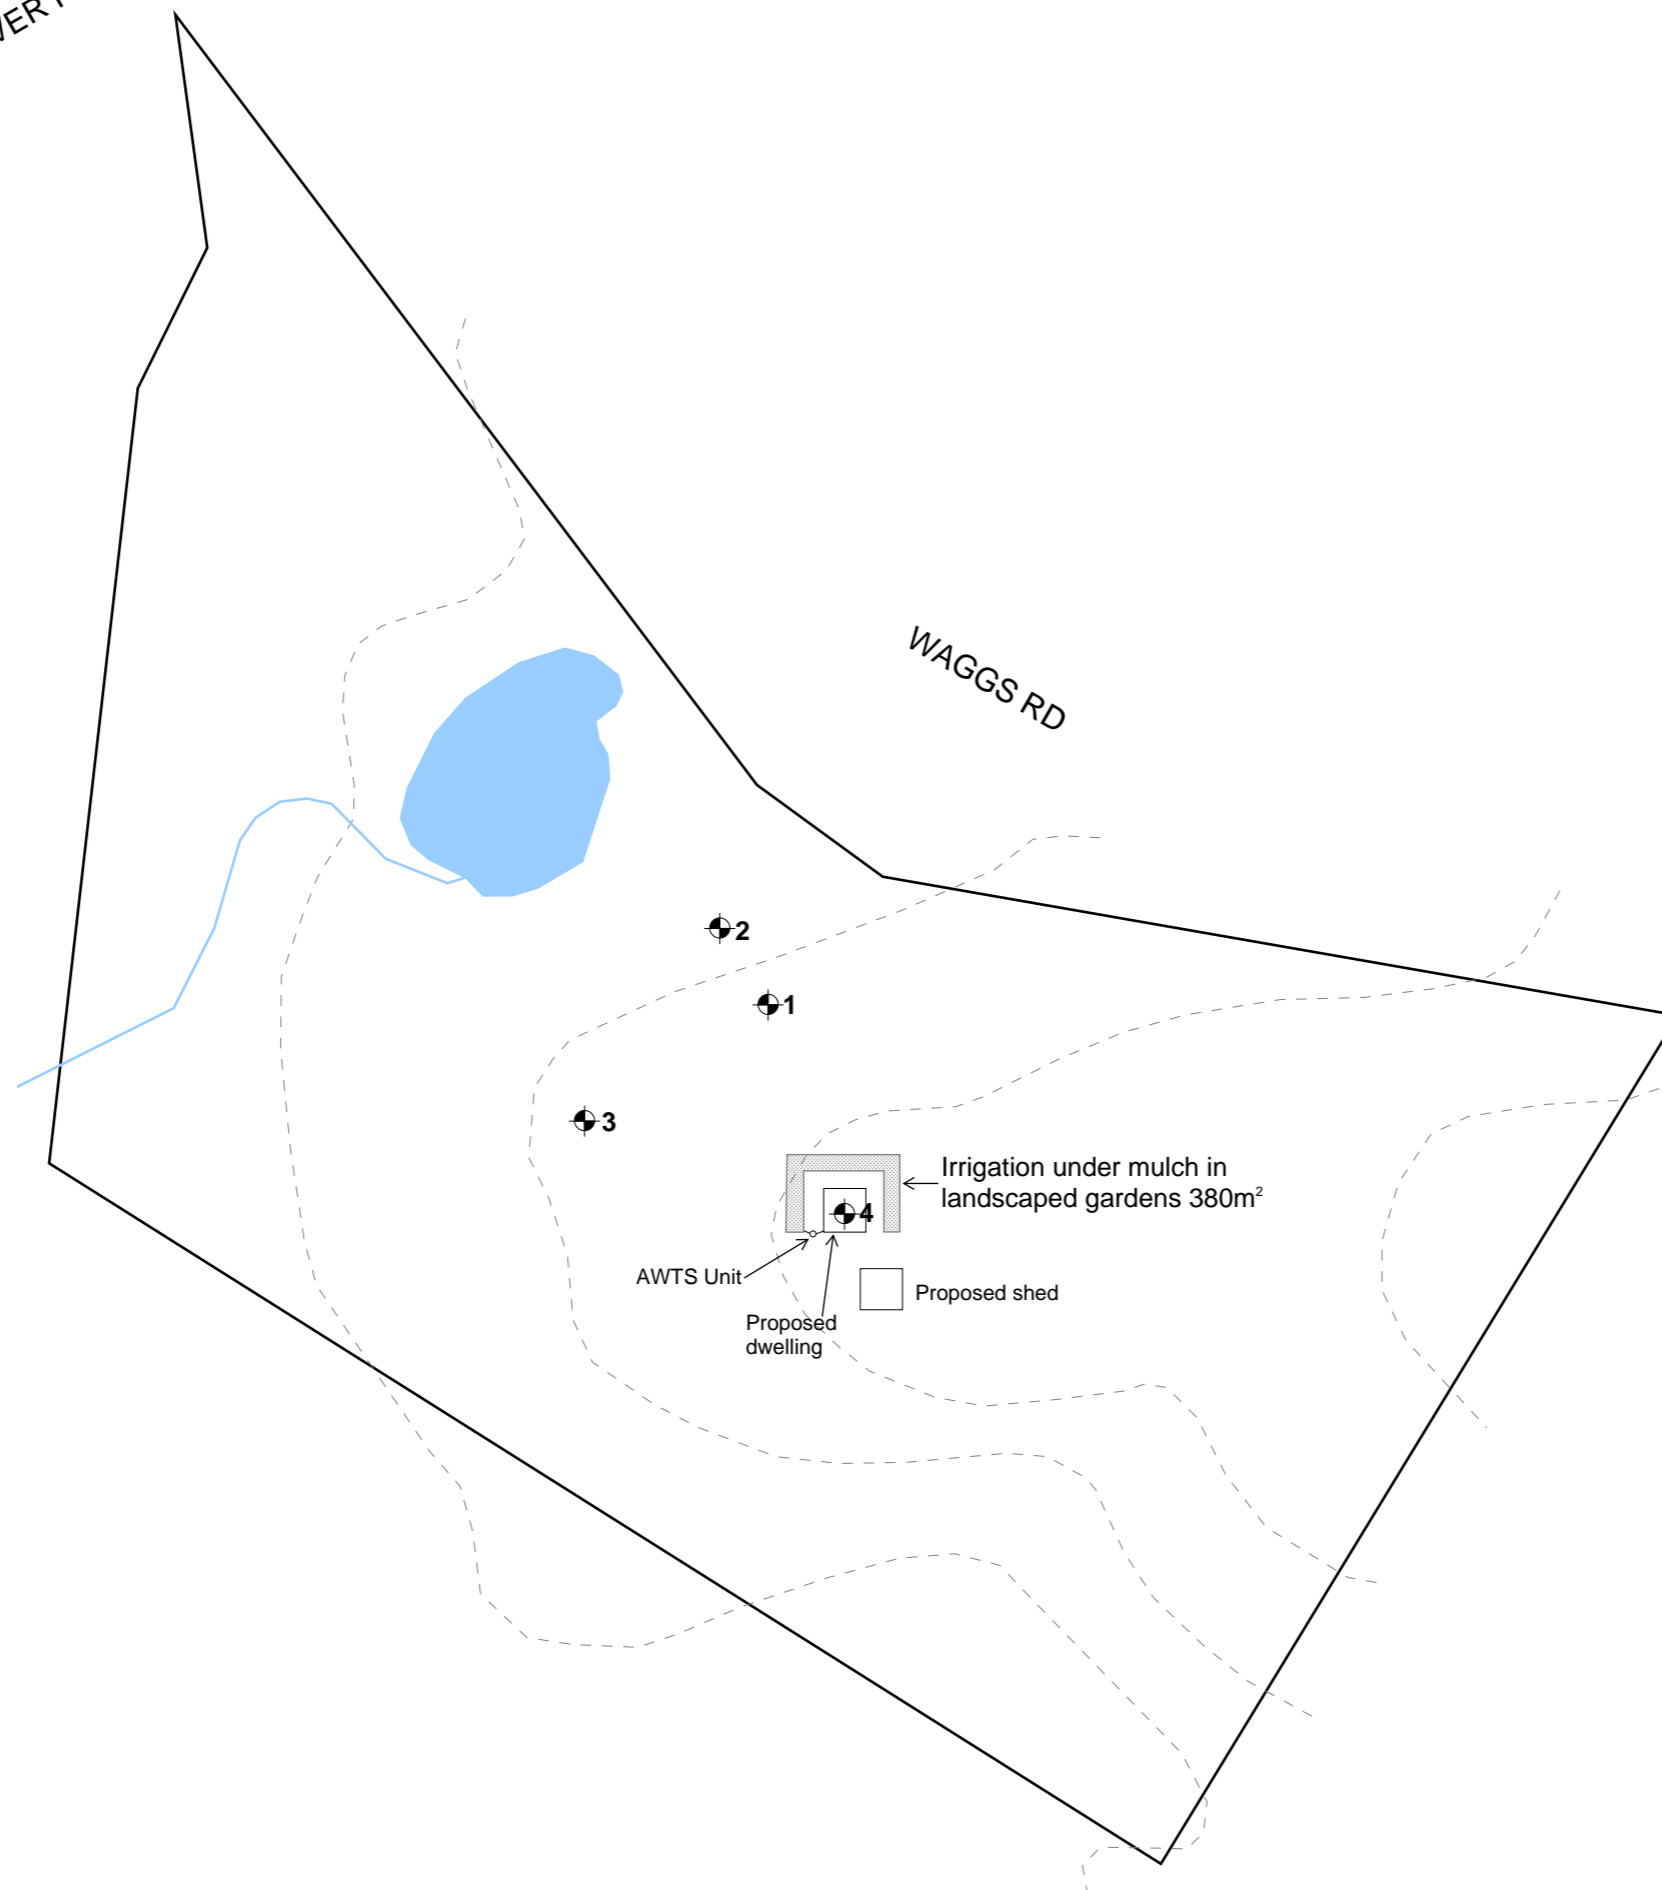 WAGGS RD
2
1
3
Irrigation under mulch in
landscaped gardens 380m²
4
AWTS Unit
Proposed shed
Proposed
dwelling